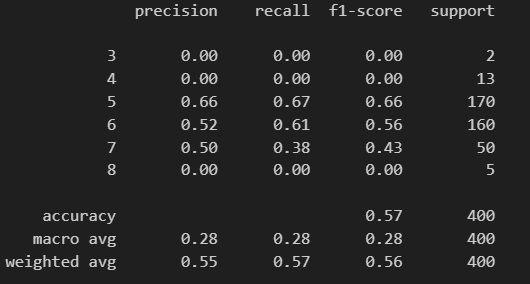 precision recall f1-score support
3 0.00 0.00 0.00 2
4 0.00 0.00 0.00 13
5 0.66 0.67 0.66 170
6 0.52 0.61 0.56 160
7 0.50 0.38 0.43 50
8 0.00 0.00 0.00 5
accuracy 0.57 400
macro avg 0.28 0.28 0.28 400
weighted avg 0.55 0.57 0.56 400